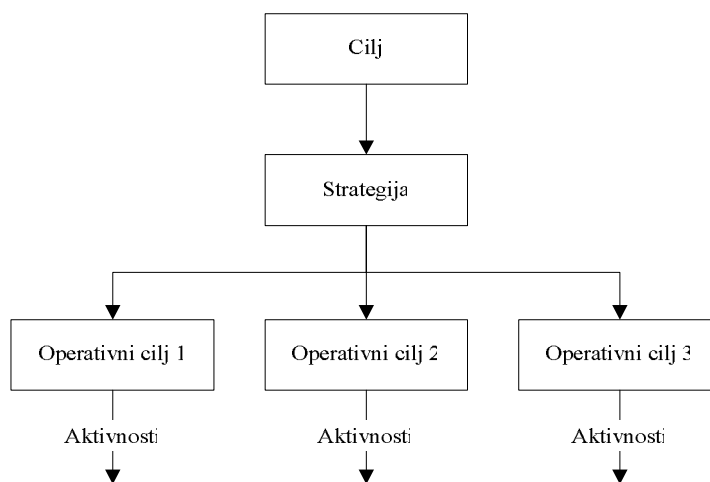 Cilj
Strategija
Operativni cilj 1
Operativni cilj 2
Operativni cilj 3
Aktivnosti
Aktivnosti
Aktivnosti